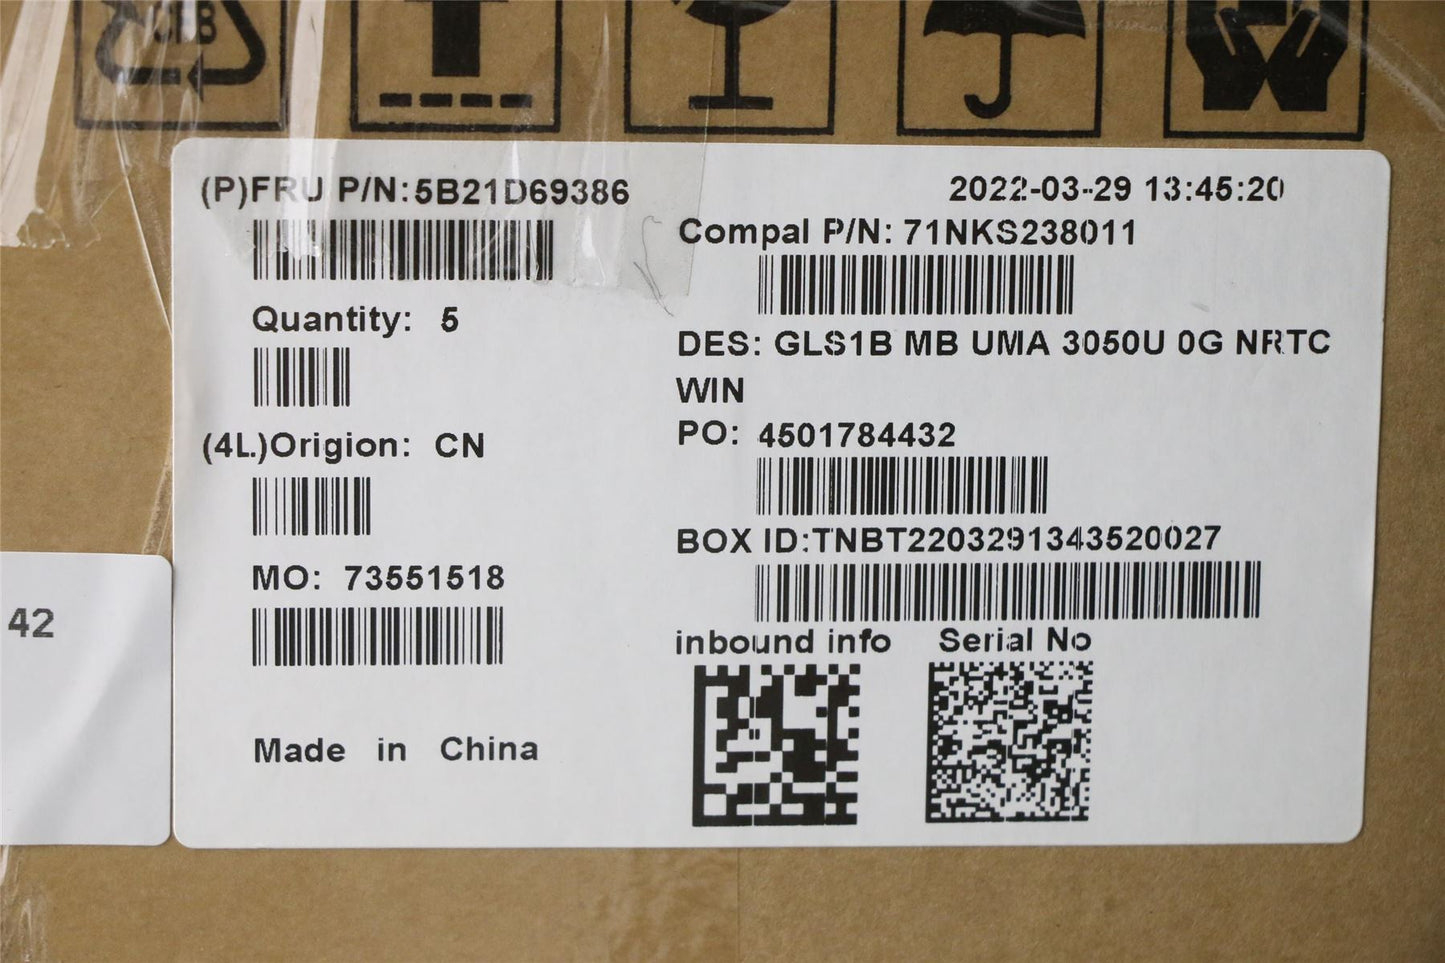 CFB
(P)FRU P/N:5B21D69386
2022-03-29 13:45:20
Compal P/N: 71NKS238011
Quantity: 5
DES: GLS1B MB UMA 3050U 0G NRTC
WIN
(4L)Origion: CN
PO: 4501784432
BOX ID:TNBT2203291343520027
MO: 73551518
inbound info
Serial No
Made in China
42